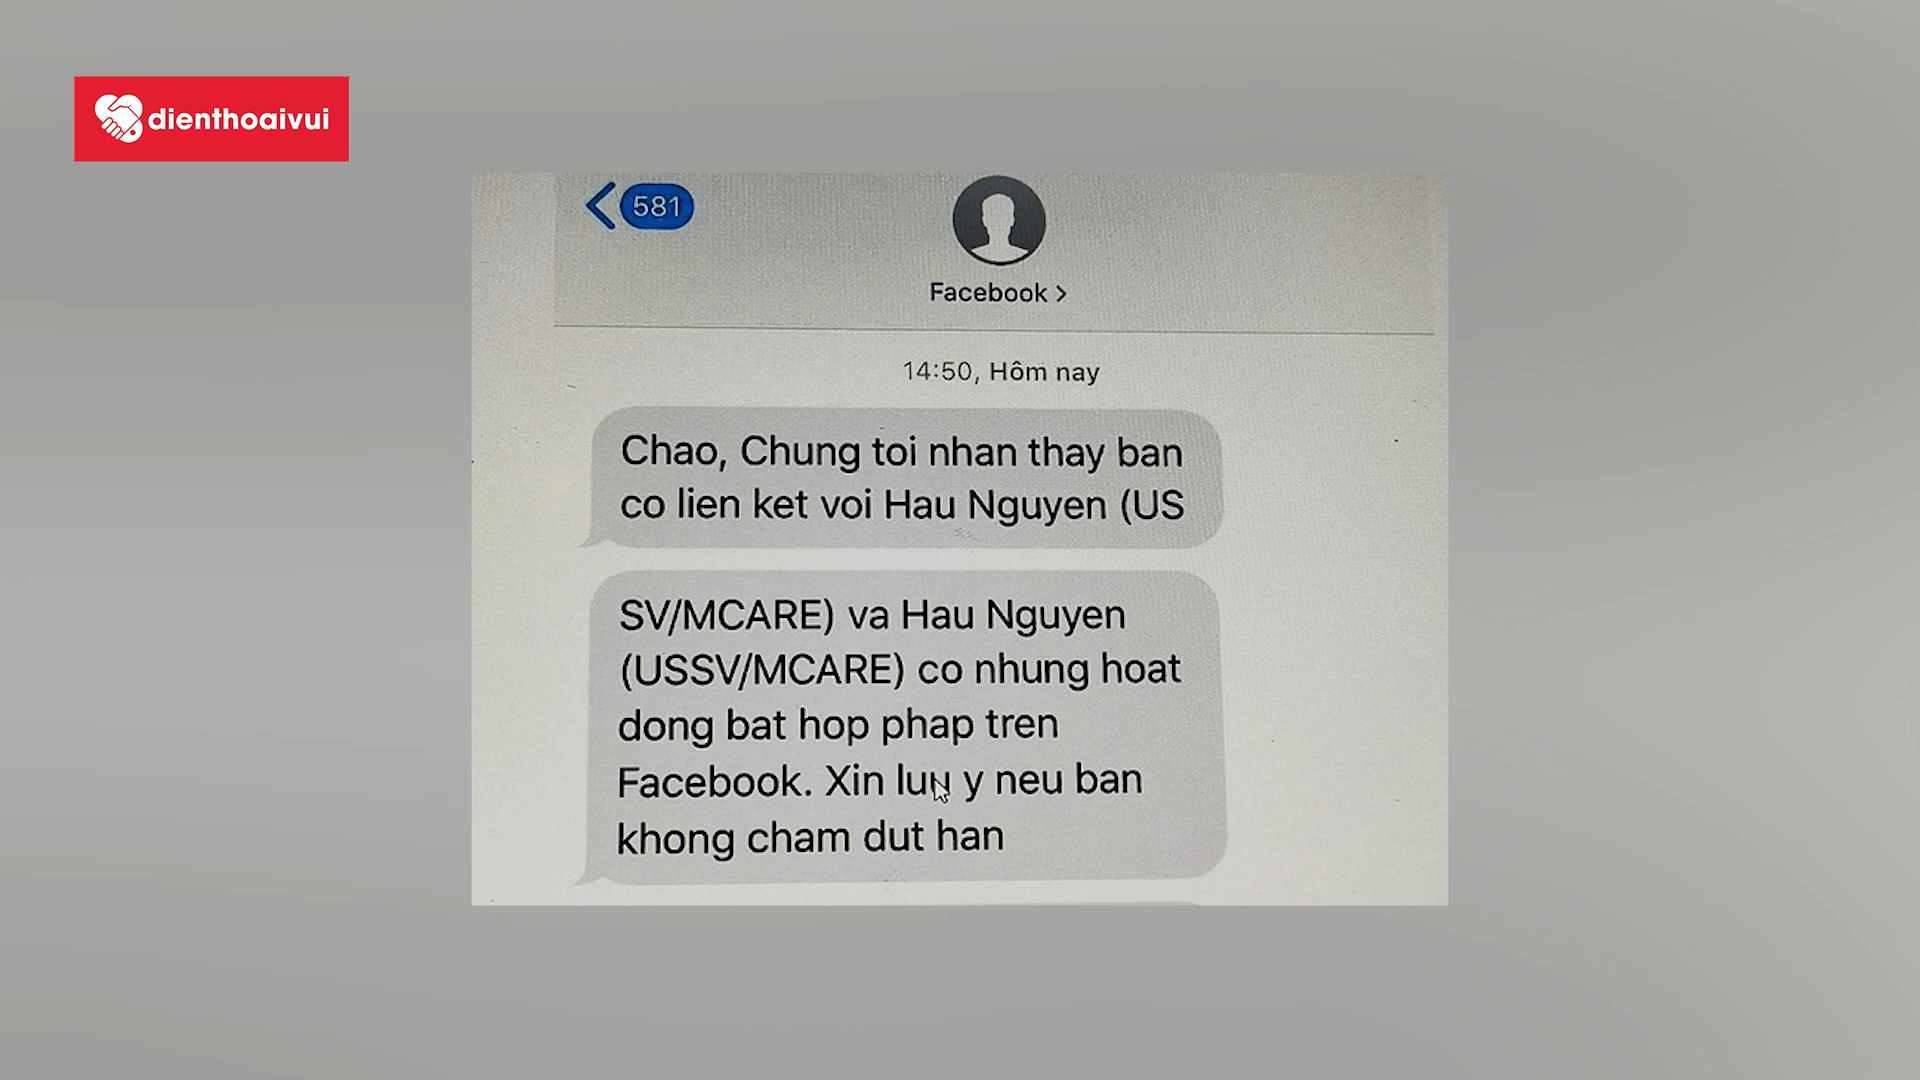 dienthoaivui
581
Facebook >
14:50, Hôm nay
Chao, Chung toi nhan thay ban
co lien ket voi Hau Nguyen (US
SV/MCARE) va Hau Nguyen
(USSV/MCARE) co nhung hoat
dong bat hop phap tren
Facebook. Xin luu y neu ban
khong cham dut han